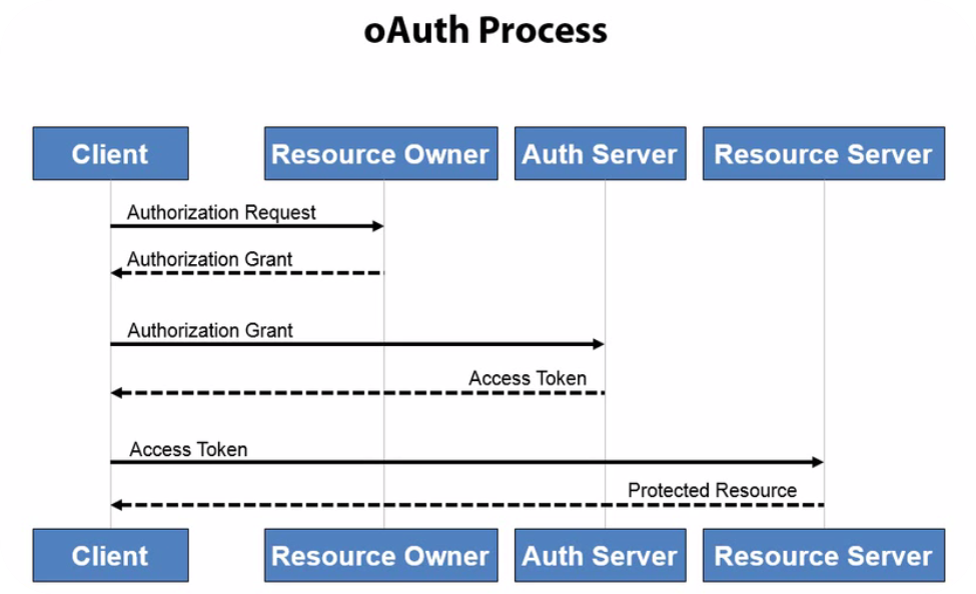 oAuth Process
Client
Resource Owner
Auth Server
Resource Server
Authorization Request
Authorization Grant
Authorization Grant
Access Token
Access Token
Protected Resource
Client
Resource Owner
Auth Server
Resource Server